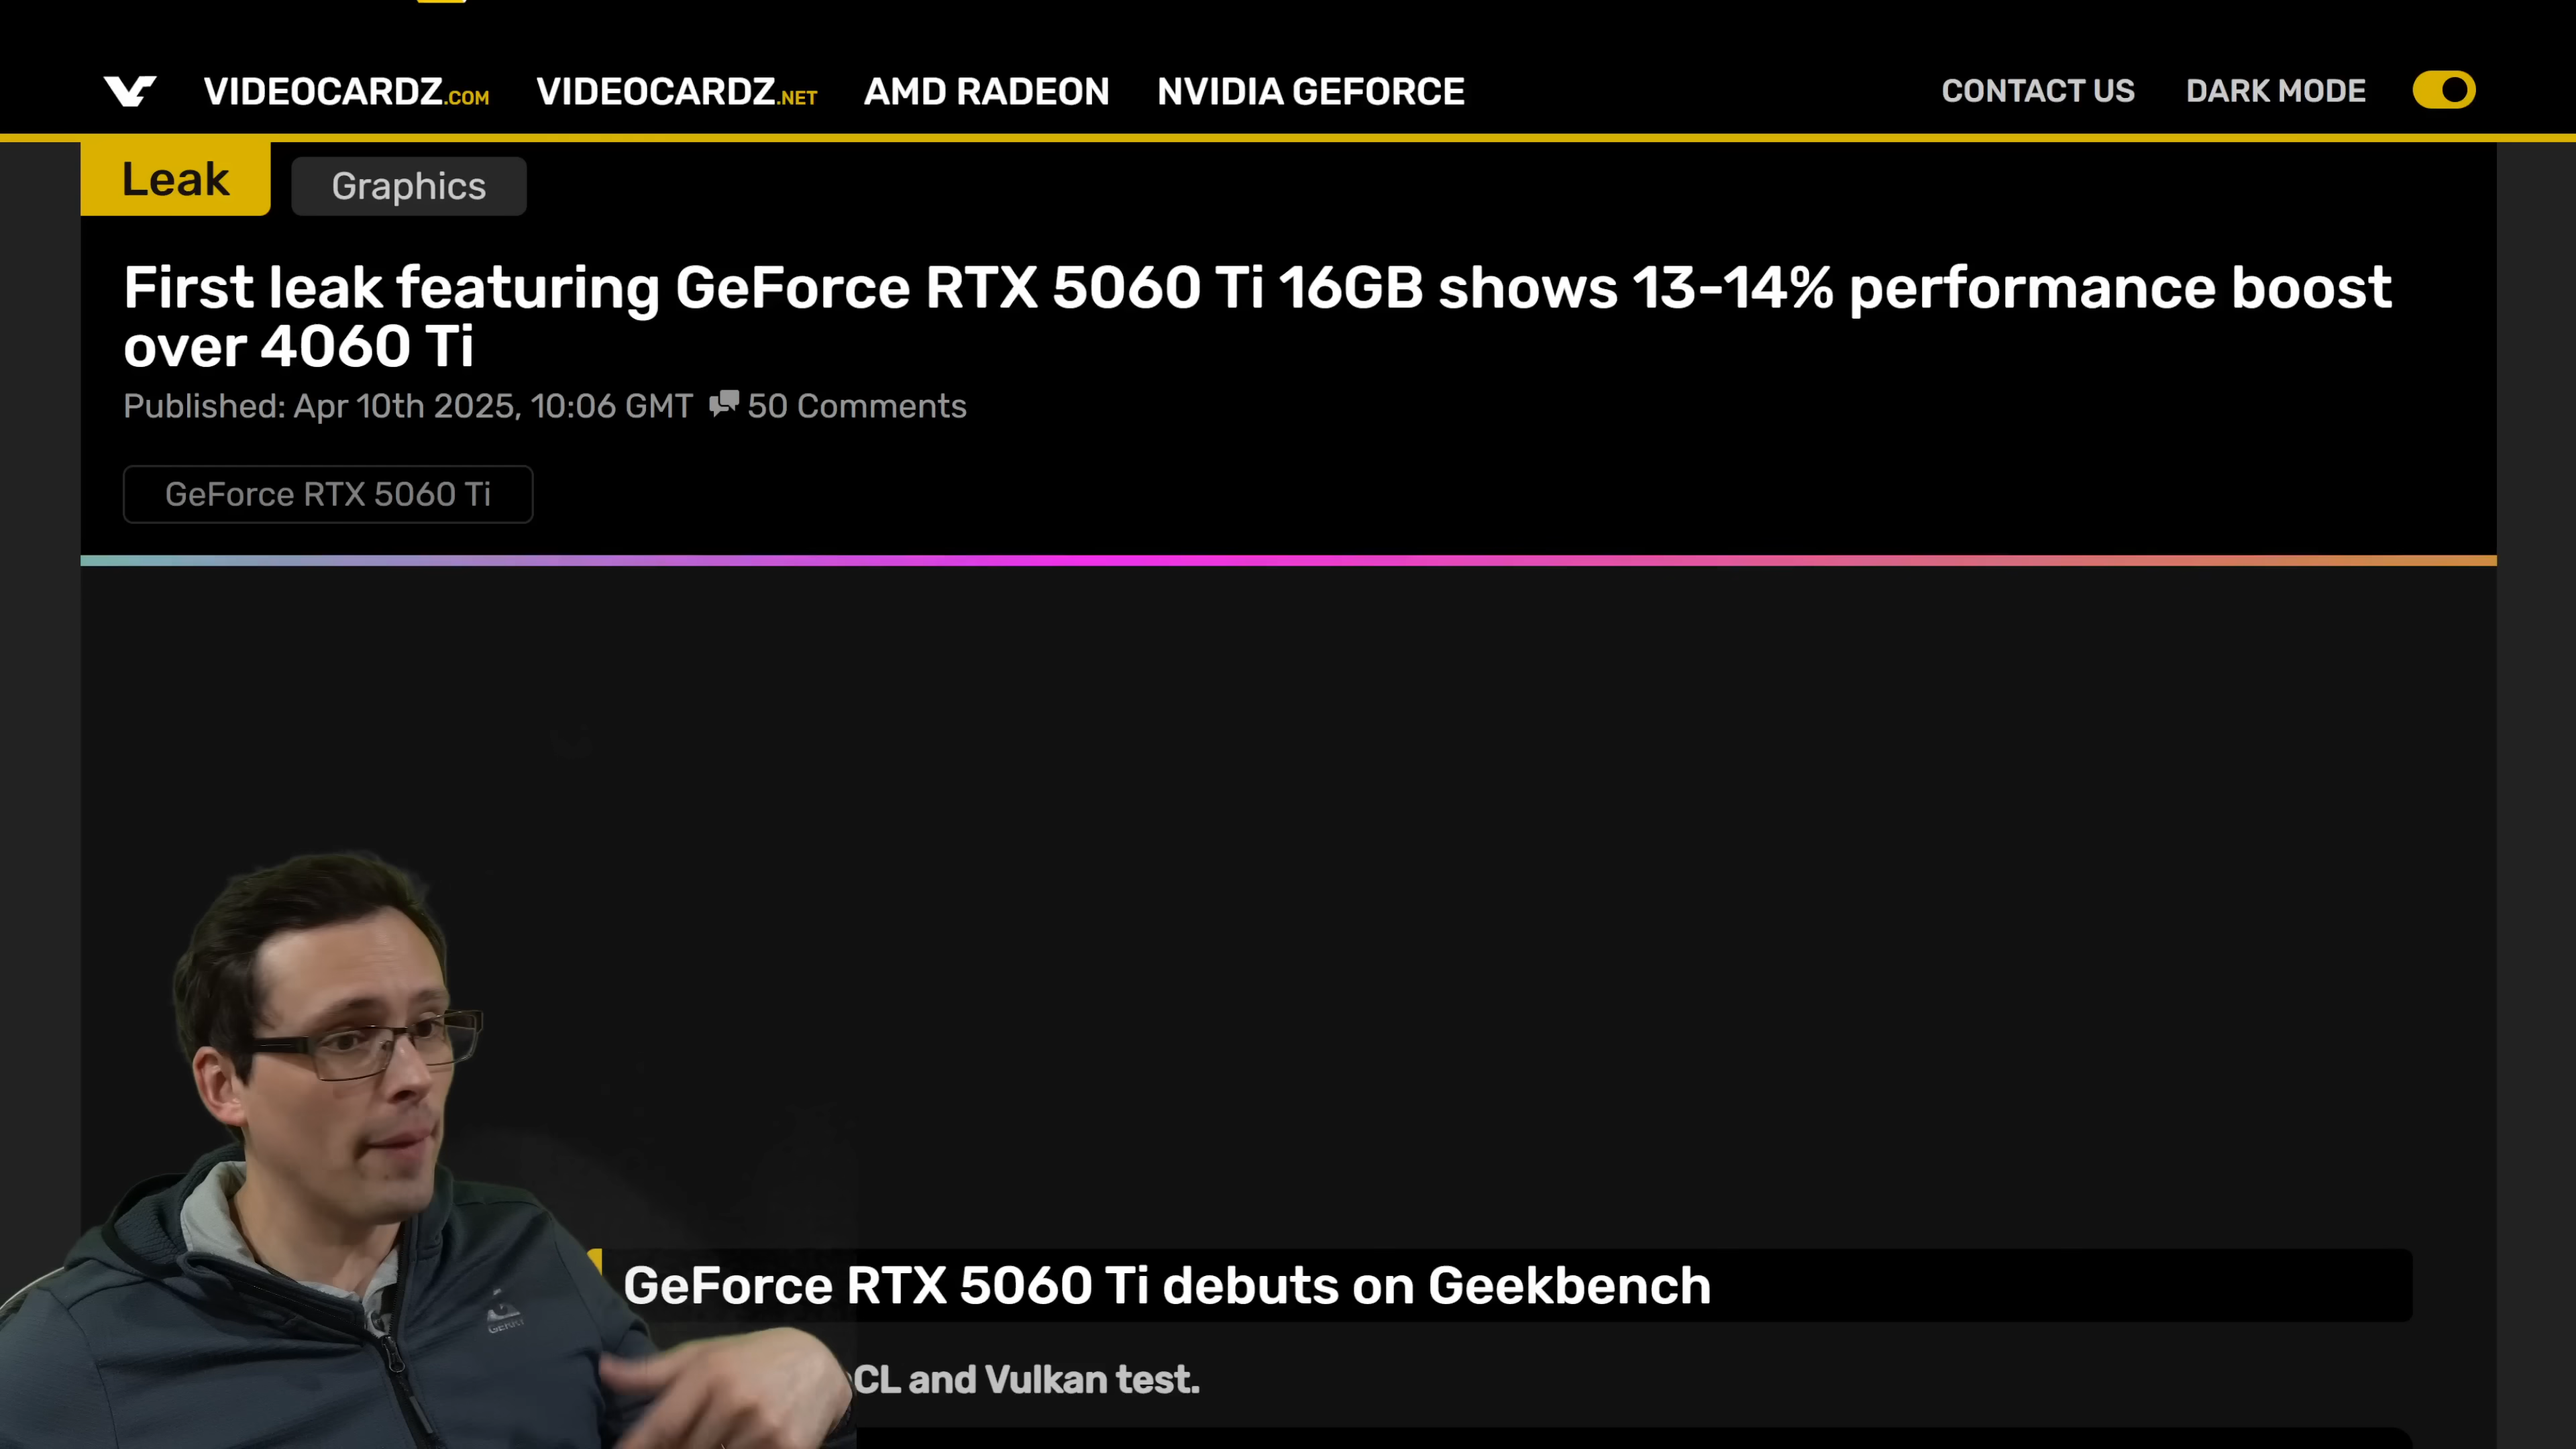 VIDEOCARDZ.COM VIDEOCARDZ.NET AMD RADEON NVIDIA GEFORCE CONTACT US DARK MODE
Leak Graphics
First leak featuring GeForce RTX 5060 Ti 16GB shows 13-14% performance boost
over 4060 Ti
Published: Apr 10th 2025, 10:06 GMT 50 Comments
GeForce RTX 5060 Ti
GeForce RTX 5060 Ti debuts on Geekbench
CL and Vulkan test.